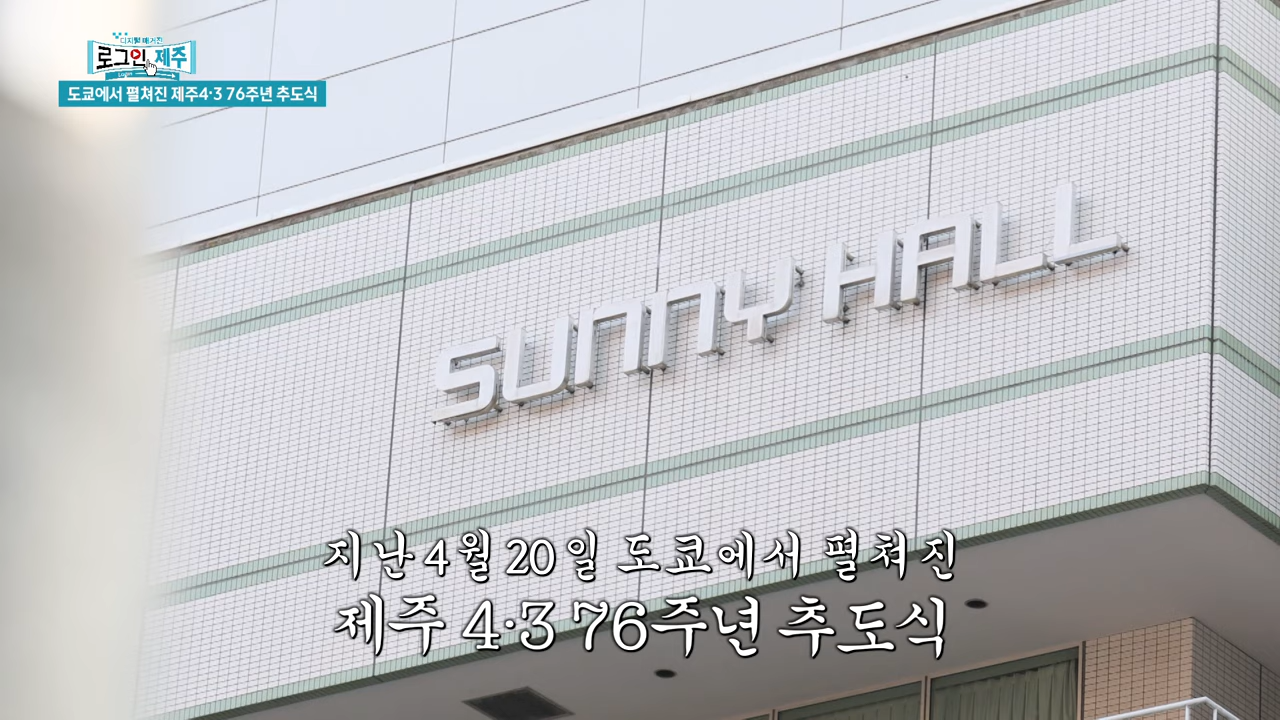 디지털 매거진
로그인 제주
Login
도쿄에서 펼쳐진 제주4·3 76주년 추도식
SUNNY HALL
지난 4월 20일 도쿄에서 펼쳐진
제주 4·3 76주년 추도식